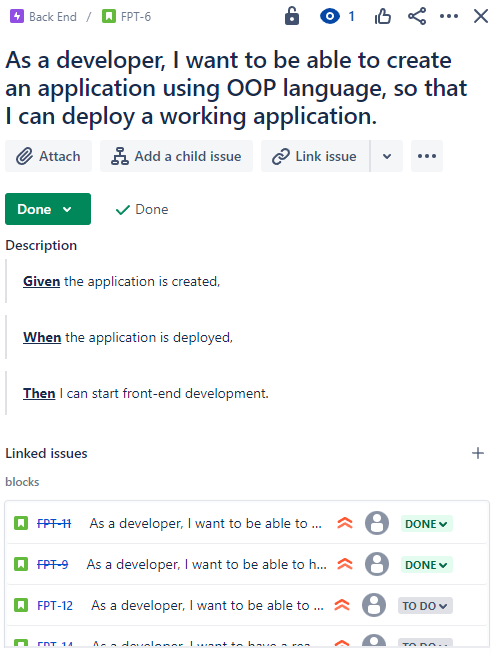 Back End / FPT-6
1
As a developer, I want to be able to create
an application using OOP language, so that
I can deploy a working application.
Attach
Add a child issue
Link issue
Done
Done
Description
Given the application is created,
When the application is deployed,
Then I can start front-end development.
Linked issues
blocks
FPT-11 As a developer, I want to be able to ... DONE
FPT-9 As a developer, I want to be able to h... DONE
FPT-12 As a developer, I want to be able to ... TO DO
FPT-14 As a developer, I want to have a rea... TO DO